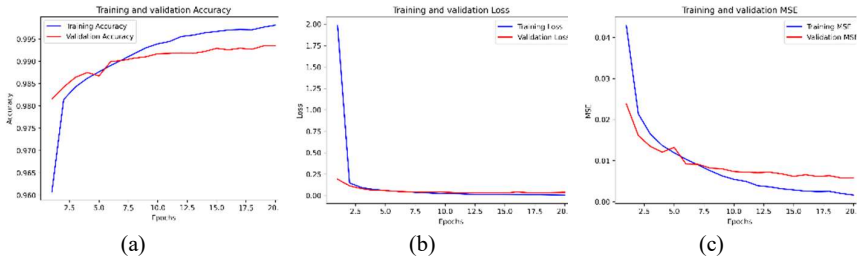 Training and validation Accuracy
Training Accuracy
Validation Accuracy
0.995
0.990
0.985
0.980
0.975
0.970
0.965
0.960
Accuracy
2.5 5.0 7.5 10.0 12.5 15.0 17.5 20.
Epochs
(a)
Training and validation Loss
Training Loss
Validation Loss
2.00
1.75
1.50
1.25
1.00
0.75
0.50
0.25
0.00
Loss
2.5 5.0 7.5 10.0 12.5 15.0 17.5 20.
Epochs
(b)
Training and validation MSE
Training MSE
Validation MSE
0.04
0.03
0.02
0.01
0.00
MSE
2.5 5.0 7.5 10.0 12.5 15.0 17.5 20.
Epochs
(c)